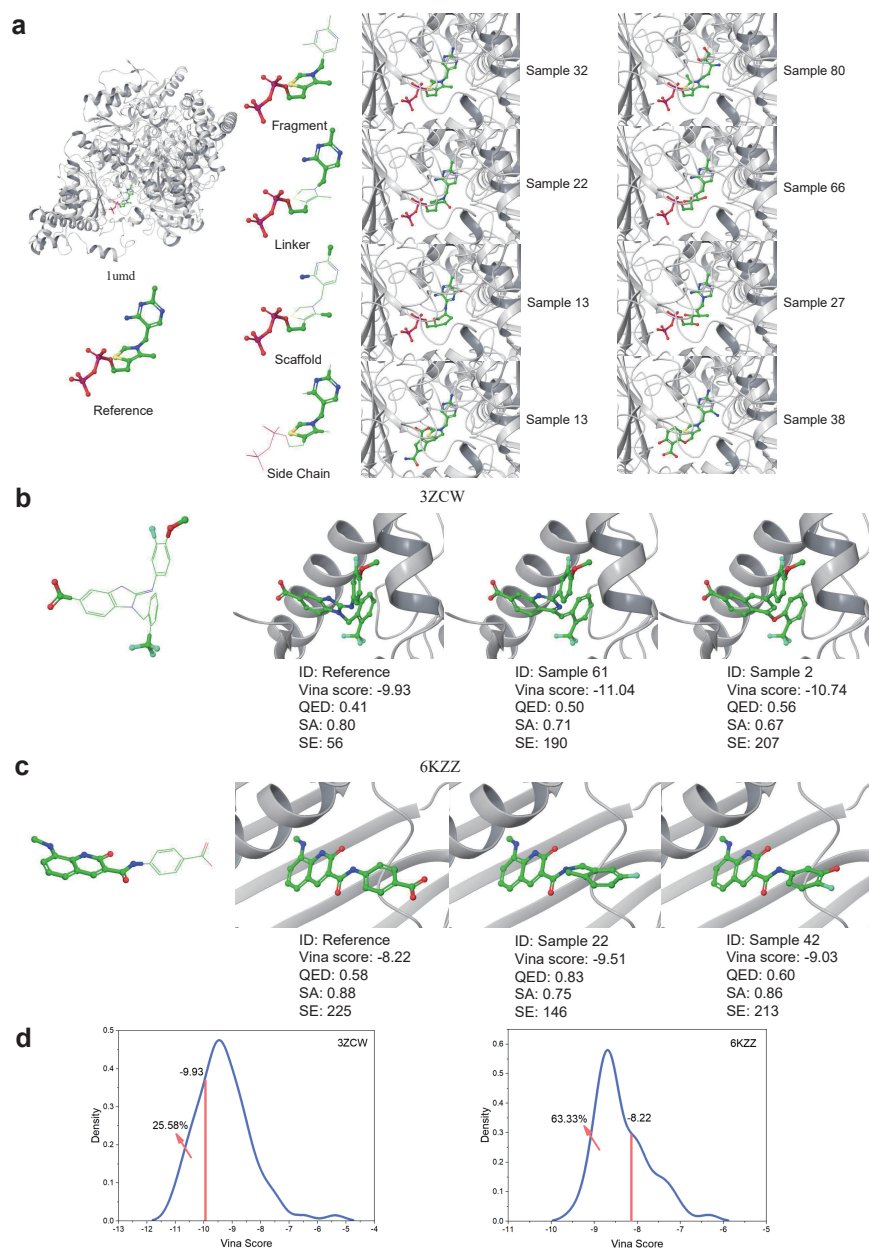 a
Fragment
Sample 32
Sample 80
1umd
Linker
Sample 22
Sample 66
Reference
Scaffold
Sample 13
Sample 27
Side Chain
Sample 13
Sample 38
b
3ZCW
ID: Reference
Vina score: -9.93
QED: 0.41
SA: 0.80
SE: 56
ID: Sample 61
Vina score: -11.04
QED: 0.50
SA: 0.71
SE: 190
ID: Sample 2
Vina score: -10.74
QED: 0.56
SA: 0.67
SE: 207
c
6KZZ
ID: Reference
Vina score: -8.22
QED: 0.58
SA: 0.88
SE: 225
ID: Sample 22
Vina score: -9.51
QED: 0.83
SA: 0.75
SE: 146
ID: Sample 42
Vina score: -9.03
QED: 0.60
SA: 0.86
SE: 213
d
3ZCW
-9.93
25.58%
Density
0.5
0.4
0.3
0.2
0.1
0.0
-13 -12 -11 -10 -9 -8 -7 -6 -5 -4
Vina Score
6KZZ
-8.22
63.33%
Density
0.6
0.5
0.4
0.3
0.2
0.1
0.0
-11 -10 -9 -8 -7 -6 -5
Vina Score